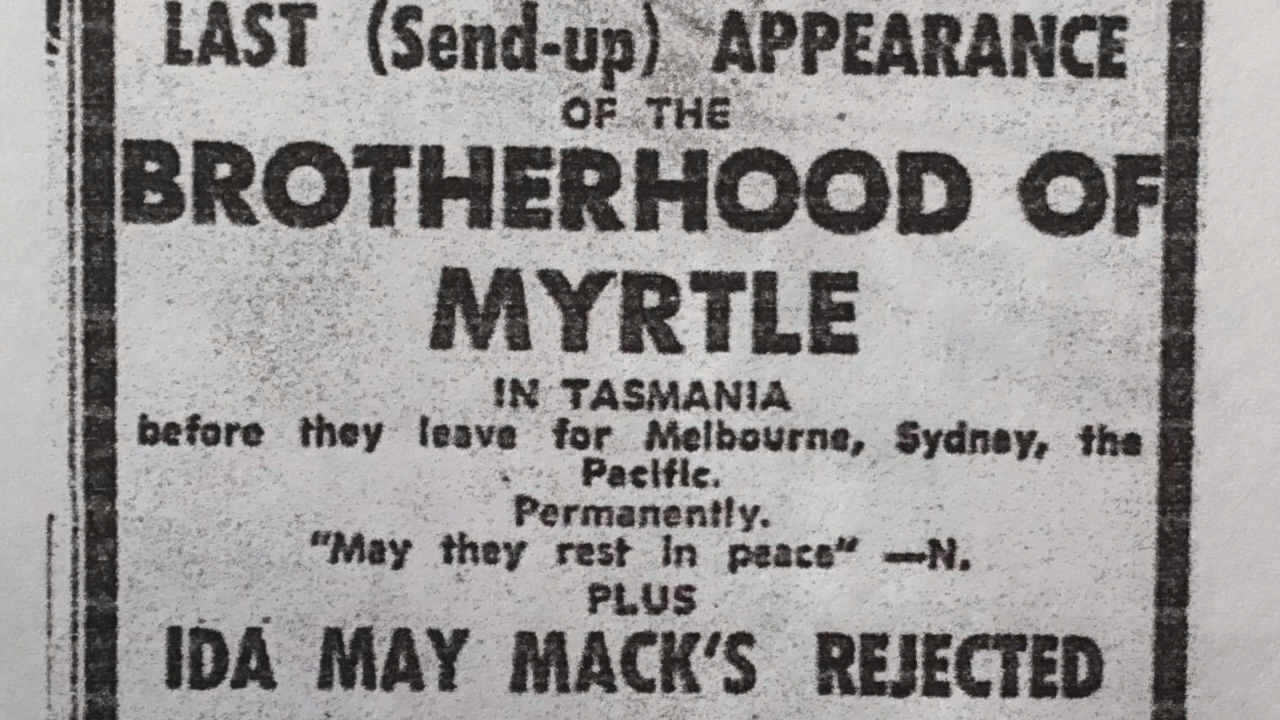 LAST (Send-up) APPEARANCE
OF THE
BROTHERHOOD OF
MYRTLE
IN TASMANIA
before they leave for Melbourne, Sydney, the
Pacific.
Permanently.
"May they rest in peace" —N.
PLUS
IDA MAY MACK'S REJECTED